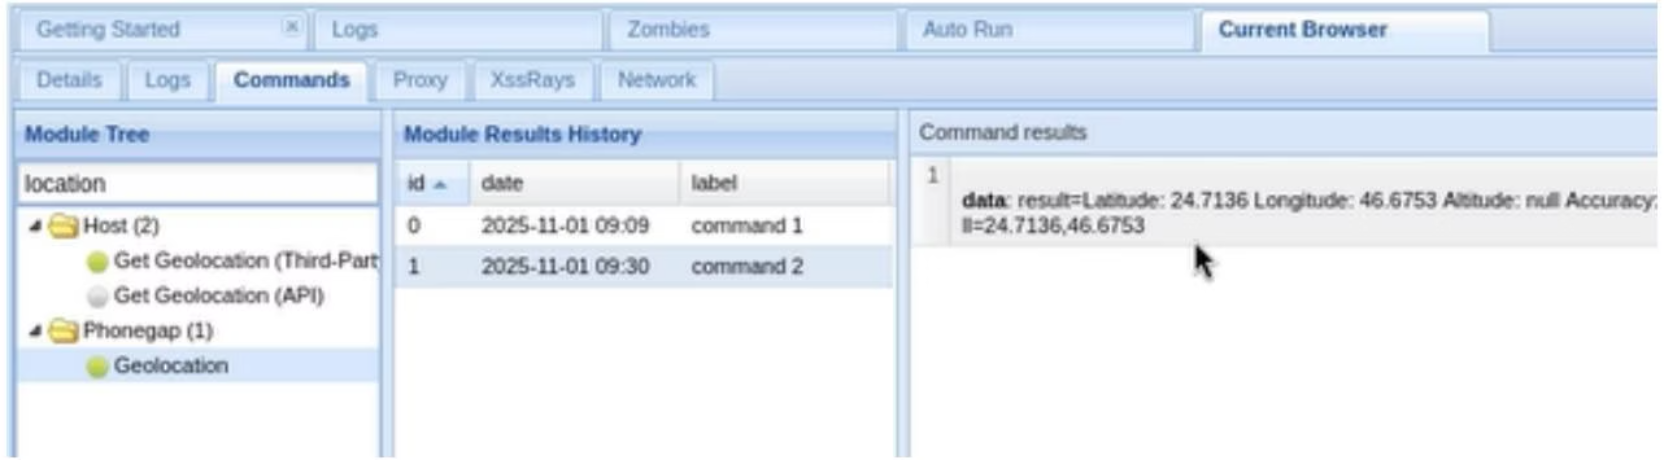 Getting Started Logs Zombies Auto Run Current Browser
Details Logs Commands Proxy XssRays Network
Module Tree
location
Host (2)
Get Geolocation (Third-Part
Get Geolocation (API)
Phonegap (1)
Geolocation
Module Results History
id date label
0 2025-11-01 09:09 command 1
1 2025-11-01 09:30 command 2
Command results
1
data: result=Latitude: 24.7136 Longitude: 46.6753 Altitude: null Accuracy:
ll=24.7136,46.6753